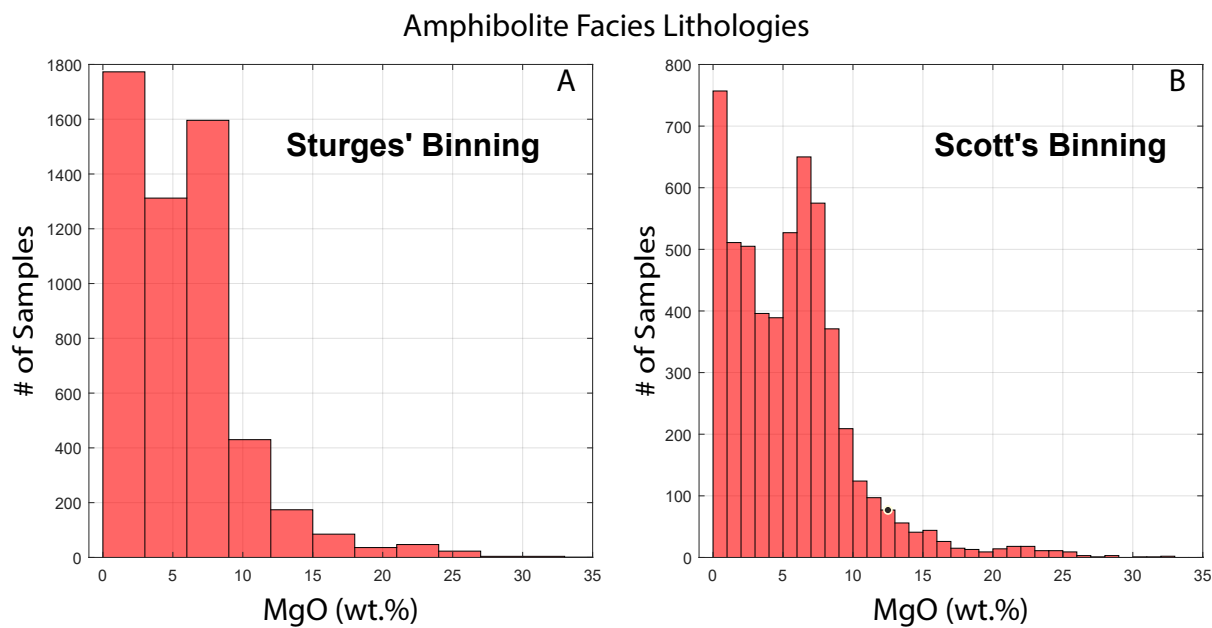 Amphibolite Facies Lithologies
A
Sturges' Binning
# of Samples
1800
1600
1400
1200
1000
800
600
400
200
0
0 5 10 15 20 25 30 35
MgO (wt.%)
B
Scott's Binning
# of Samples
800
700
600
500
400
300
200
100
0
0 5 10 15 20 25 30 35
MgO (wt.%)